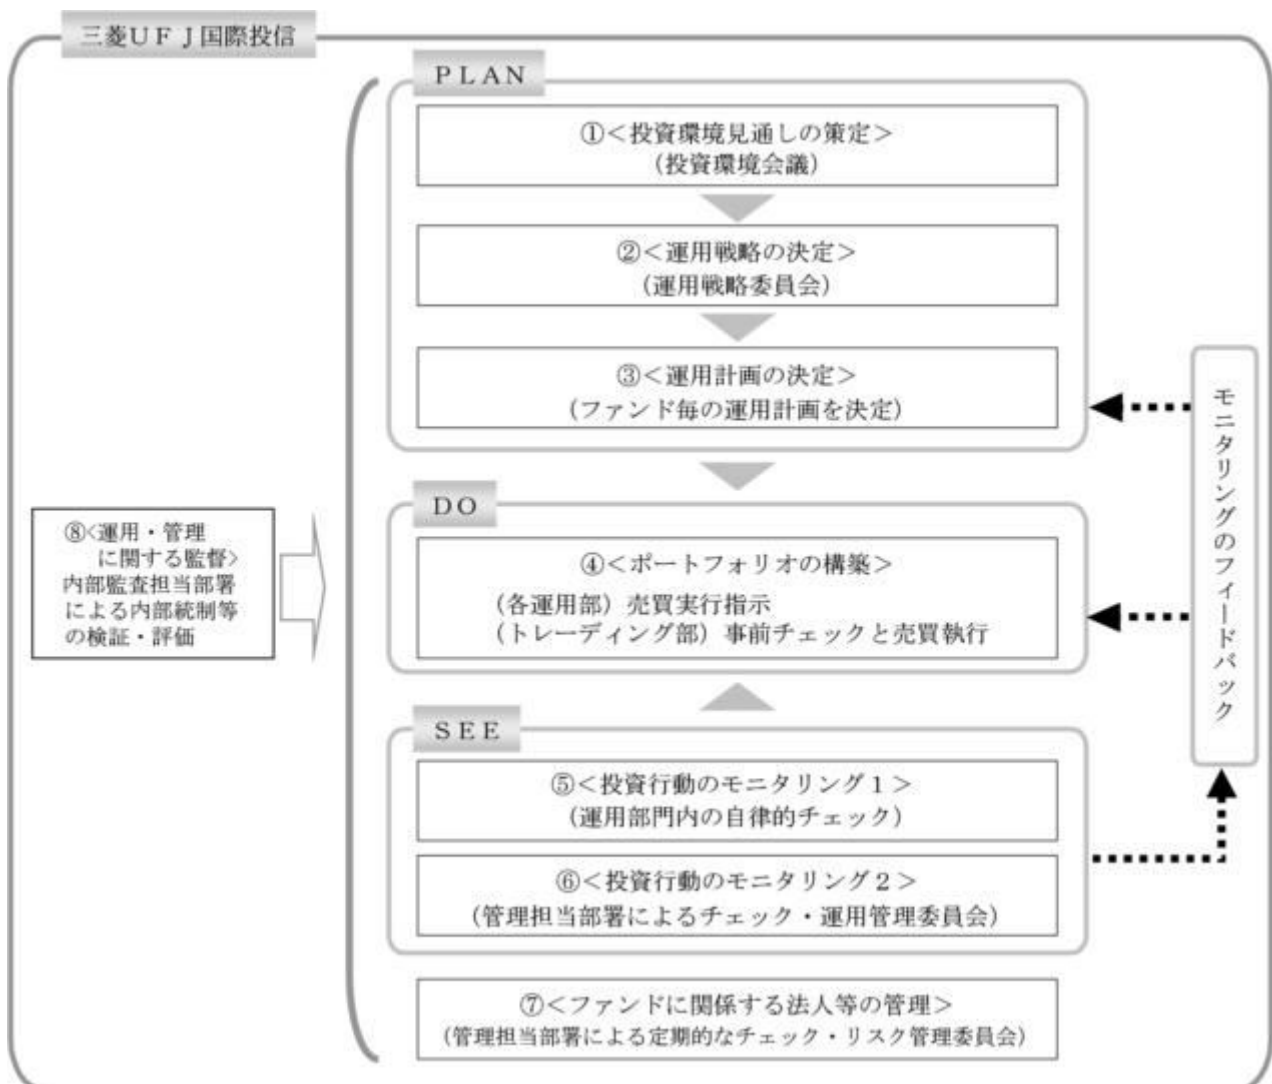 三菱ＵＦＪ国際投信
ＰＬＡＮ
①＜投資環境見通しの策定＞
（投資環境会議）
②＜運用戦略の決定＞
（運用戦略委員会）
③＜運用計画の決定＞
（ファンド毎の運用計画を決定）
ＤＯ
④＜ポートフォリオの構築＞
（各運用部）売買実行指示
（トレーディング部）事前チェックと売買執行
ＳＥＥ
⑤＜投資行動のモニタリング１＞
（運用部門内の自律的チェック）
⑥＜投資行動のモニタリング２＞
（管理担当部署によるチェック・運用管理委員会）
⑦＜ファンドに関係する法人等の管理＞
（管理担当部署による定期的なチェック・リスク管理委員会）
⑧<運用・管理
に関する監督>
内部監査担当部署
による内部統制等
の検証・評価
モニタリングのフィードバック